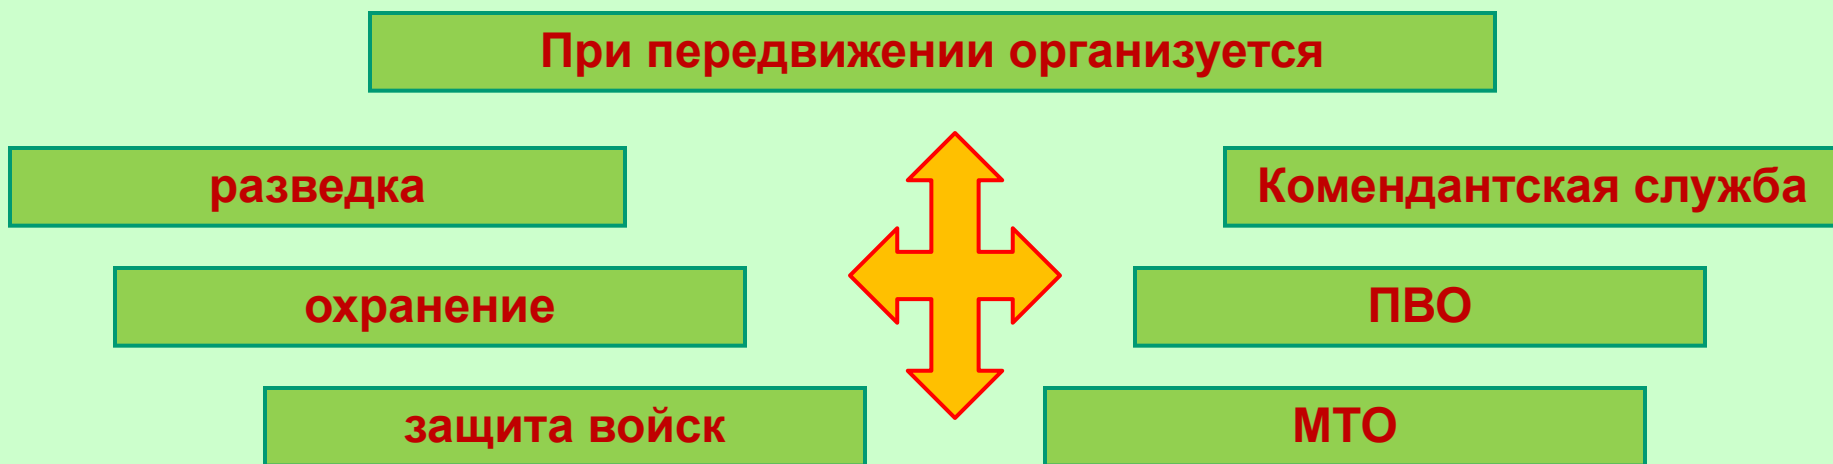 При передвижении организуется
разведка
Комендантская служба
охранение
ПВО
защита войск
МТО